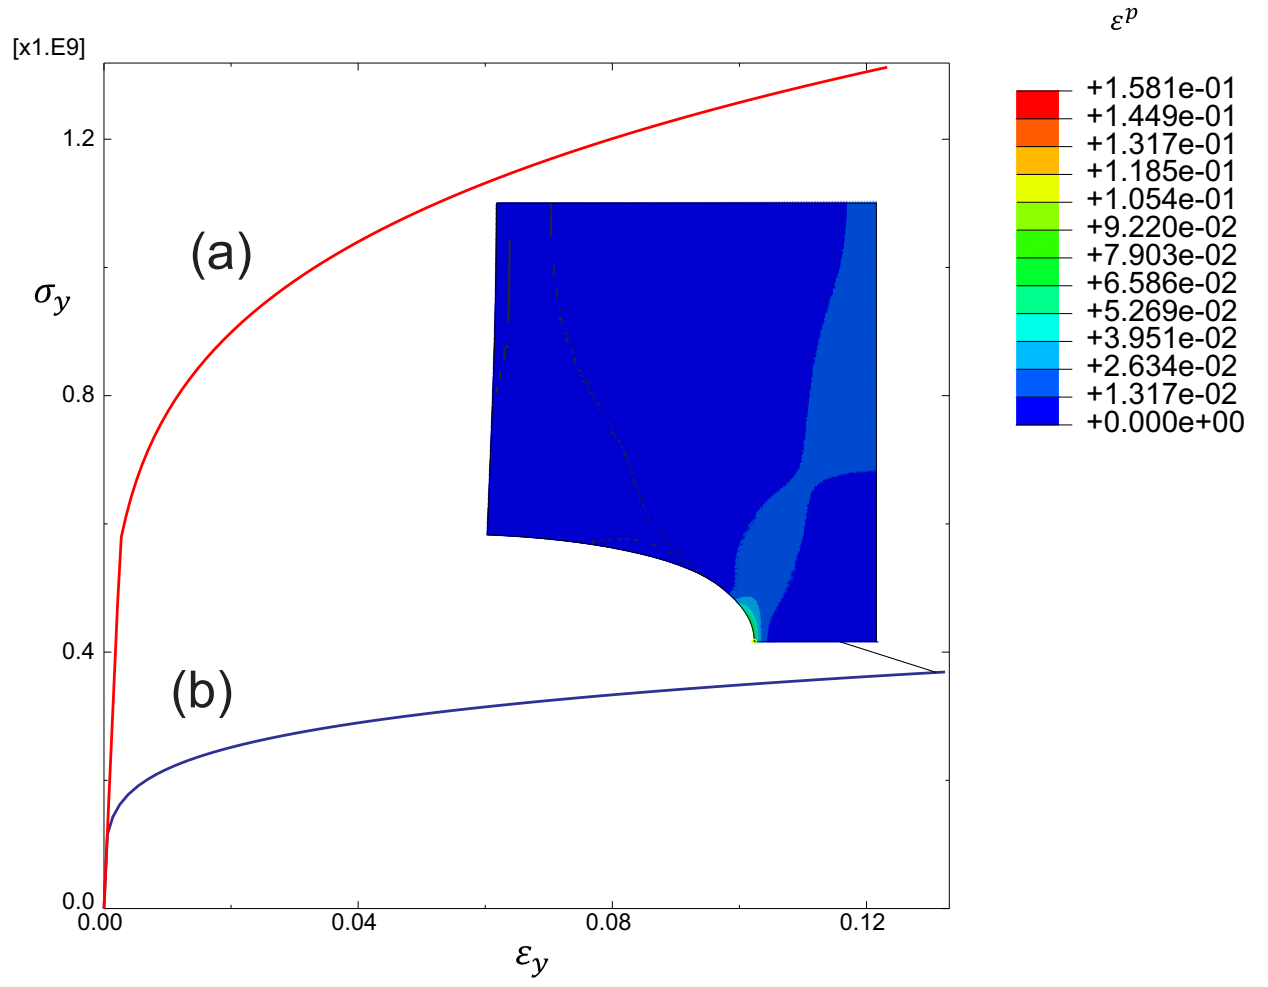 εᵖ
[x1.E9]
+1.581e-01
+1.449e-01
+1.317e-01
+1.185e-01
+1.054e-01
+9.220e-02
+7.903e-02
+6.586e-02
+5.269e-02
+3.951e-02
+2.634e-02
+1.317e-02
+0.000e+00
1.2
(a)
σy
0.8
0.4
(b)
0.0
0.00 0.04 0.08 0.12
εy